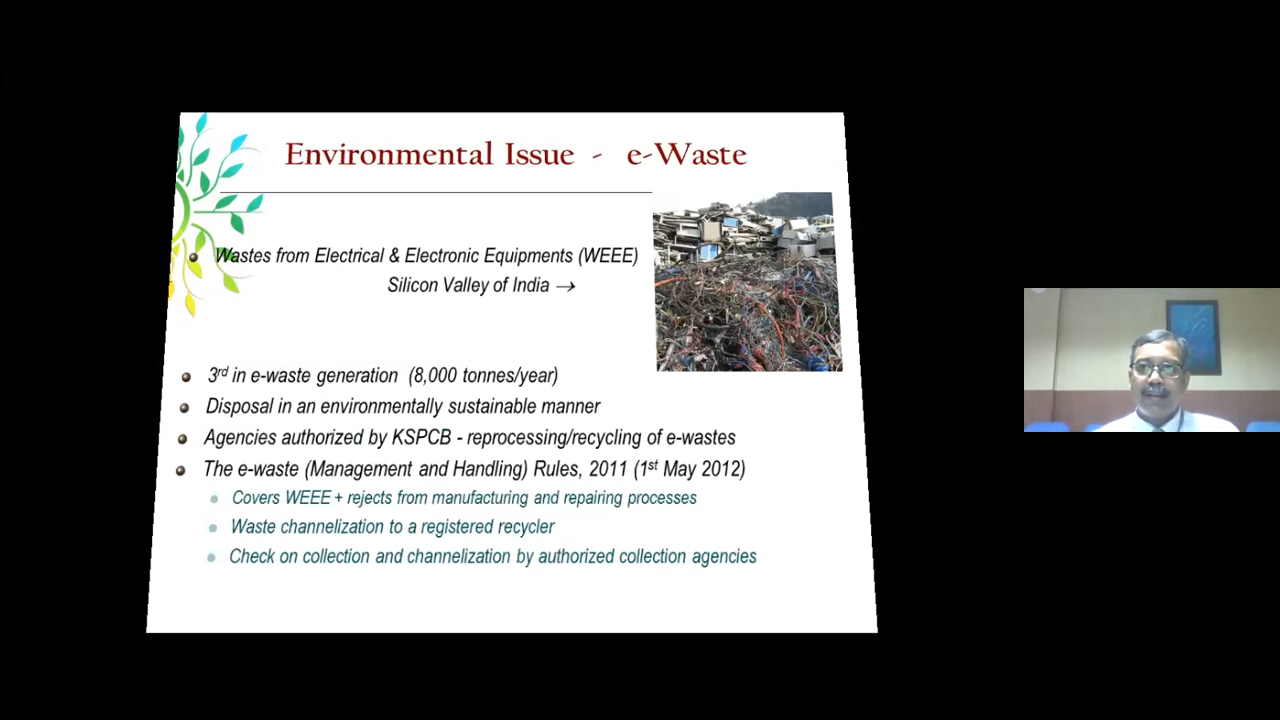 Environmental Issue - e-Waste
Wastes from Electrical & Electronic Equipments (WEEE)
Silicon Valley of India →
3rd in e-waste generation (8,000 tonnes/year)
Disposal in an environmentally sustainable manner
Agencies authorized by KSPCB - reprocessing/recycling of e-wastes
The e-waste (Management and Handling) Rules, 2011 (1st May 2012)
Covers WEEE + rejects from manufacturing and repairing processes
Waste channelization to a registered recycler
Check on collection and channelization by authorized collection agencies